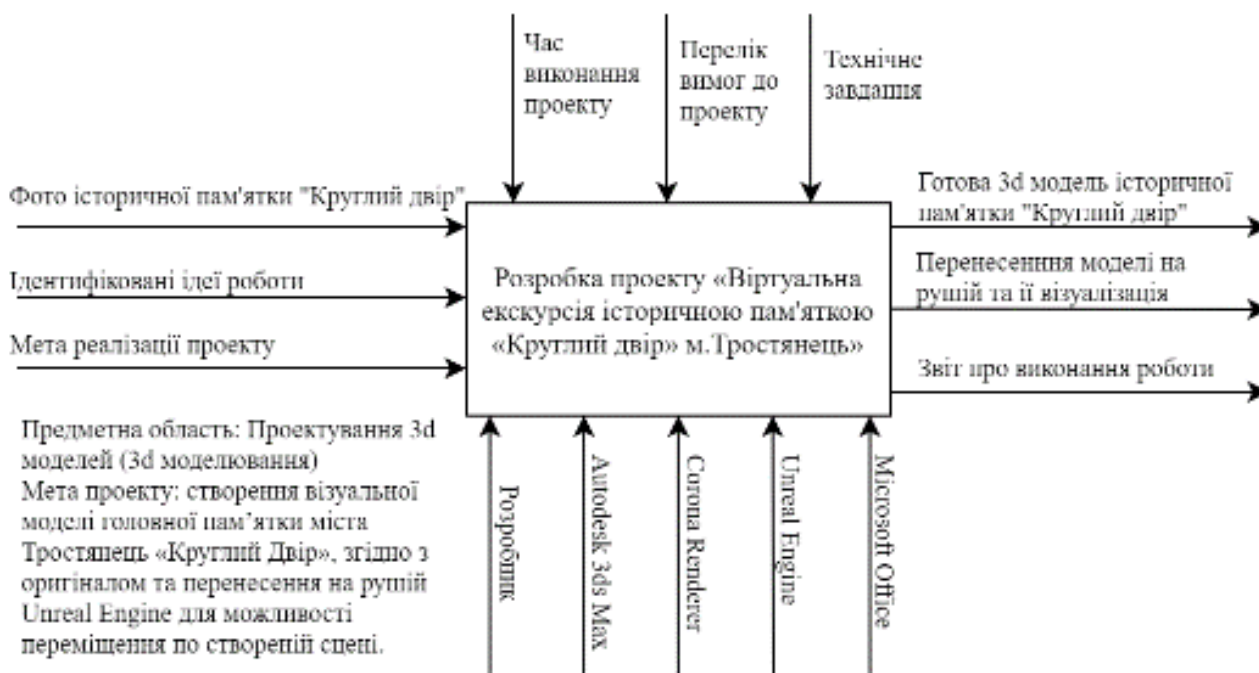 Час
виконання
проекту
Перелік
вимог до
проекту
Технічне
завдання
Фото історичної пам'ятки "Круглий двір"
Ідентифіковані ідеї роботи
Мета реалізації проекту
Розробка проекту «Віртуальна
екскурсія історичною пам'яткою
«Круглий двір» м.Тростянець»
Готова 3d модель історичної
пам'ятки "Круглий двір"
Перенесенння моделі на
рушій та її візуалізація
Звіт про виконання роботи
Предметна область: Проектування 3d
моделей (3d моделювання)
Мета проекту: створення візуальної
моделі головної пам’ятки міста
Тростянець «Круглий Двір», згідно з
оригіналом та перенесення на рушій
Unreal Engine для можливості
переміщення по створеній сцені.
Розробник
Autodesk 3ds Max
Corona Renderer
Unreal Engine
Microsoft Office